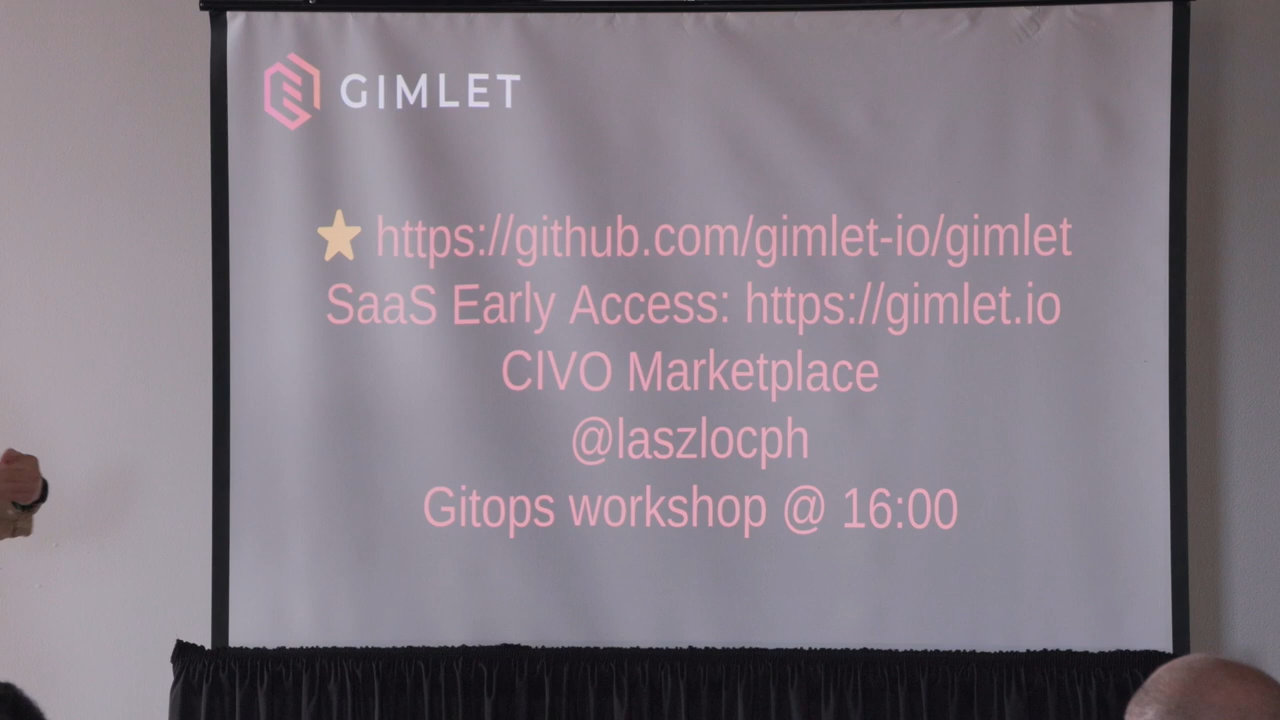 GIMLET
⭐ https://github.com/gimlet-io/gimlet
SaaS Early Access: https://gimlet.io
CIVO Marketplace
@laszlocph
Gitops workshop @ 16:00